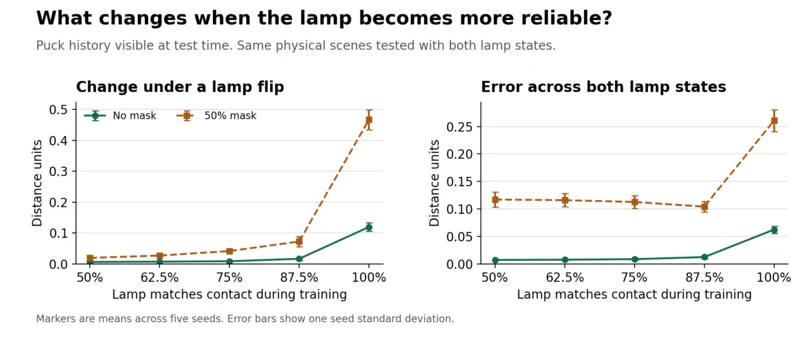 What changes when the lamp becomes more reliable?
Puck history visible at test time. Same physical scenes tested with both lamp states.
Change under a lamp flip
No mask
50% mask
Distance units
0.5
0.4
0.3
0.2
0.1
0.0
50%
62.5%
75%
87.5%
100%
Lamp matches contact during training
Error across both lamp states
Distance units
0.25
0.20
0.15
0.10
0.05
0.00
50%
62.5%
75%
87.5%
100%
Lamp matches contact during training
Markers are means across five seeds. Error bars show one seed standard deviation.